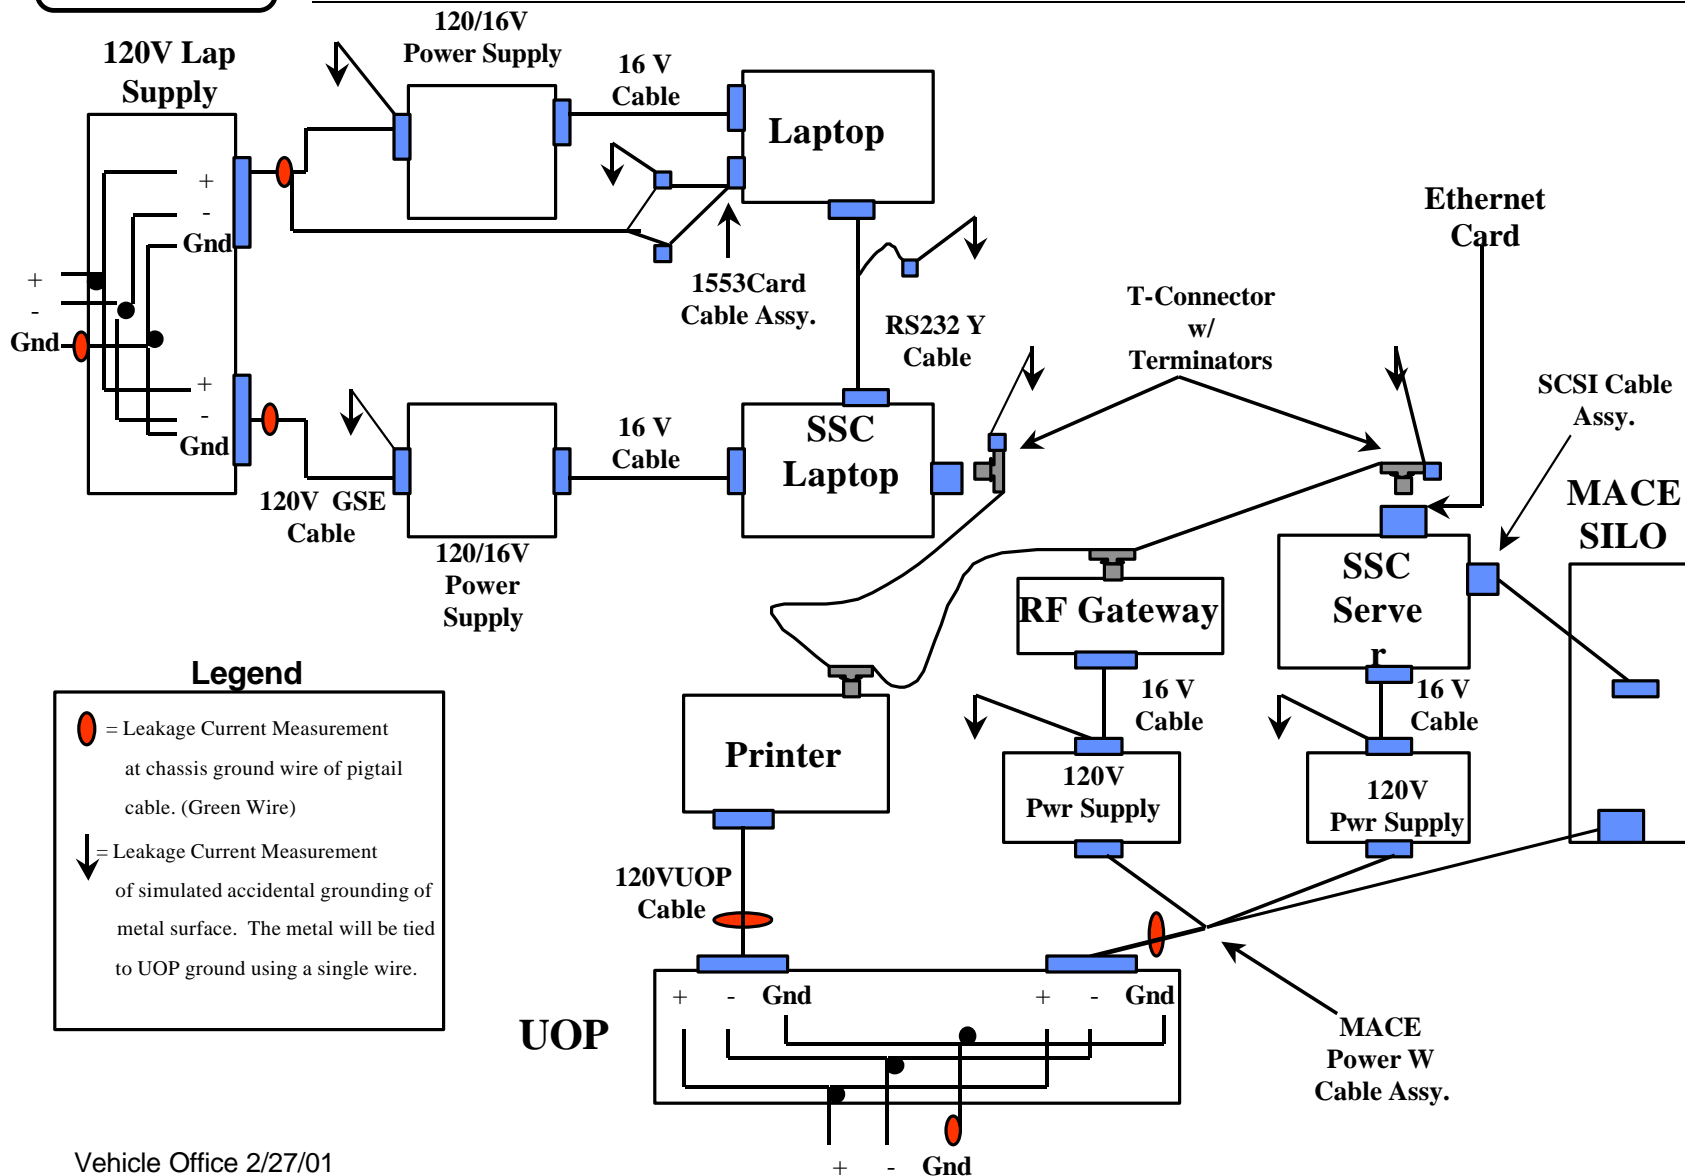 120/16V
Power Supply
120V Lap
Supply
16 V
Cable
Laptop
+
-
Gnd
+
-
Gnd
1553Card
Cable Assy.
RS232 Y
Cable
T-Connector
w/
Terminators
Ethernet
Card
SCSI Cable
Assy.
+
-
Gnd
120V GSE
Cable
120/16V
Power
Supply
16 V
Cable
SSC
Laptop
MACE
SILO
RF Gateway
SSC
Serve
r
16 V
Cable
16 V
Cable
Printer
120V
Pwr Supply
120V
Pwr Supply
Legend
= Leakage Current Measurement
at chassis ground wire of pigtail
cable. (Green Wire)
= Leakage Current Measurement
of simulated accidental grounding of
metal surface. The metal will be tied
to UOP ground using a single wire.
120VUOP
Cable
+ - Gnd
+ - Gnd
UOP
MACE
Power W
Cable Assy.
+ - Gnd
Vehicle Office 2/27/01